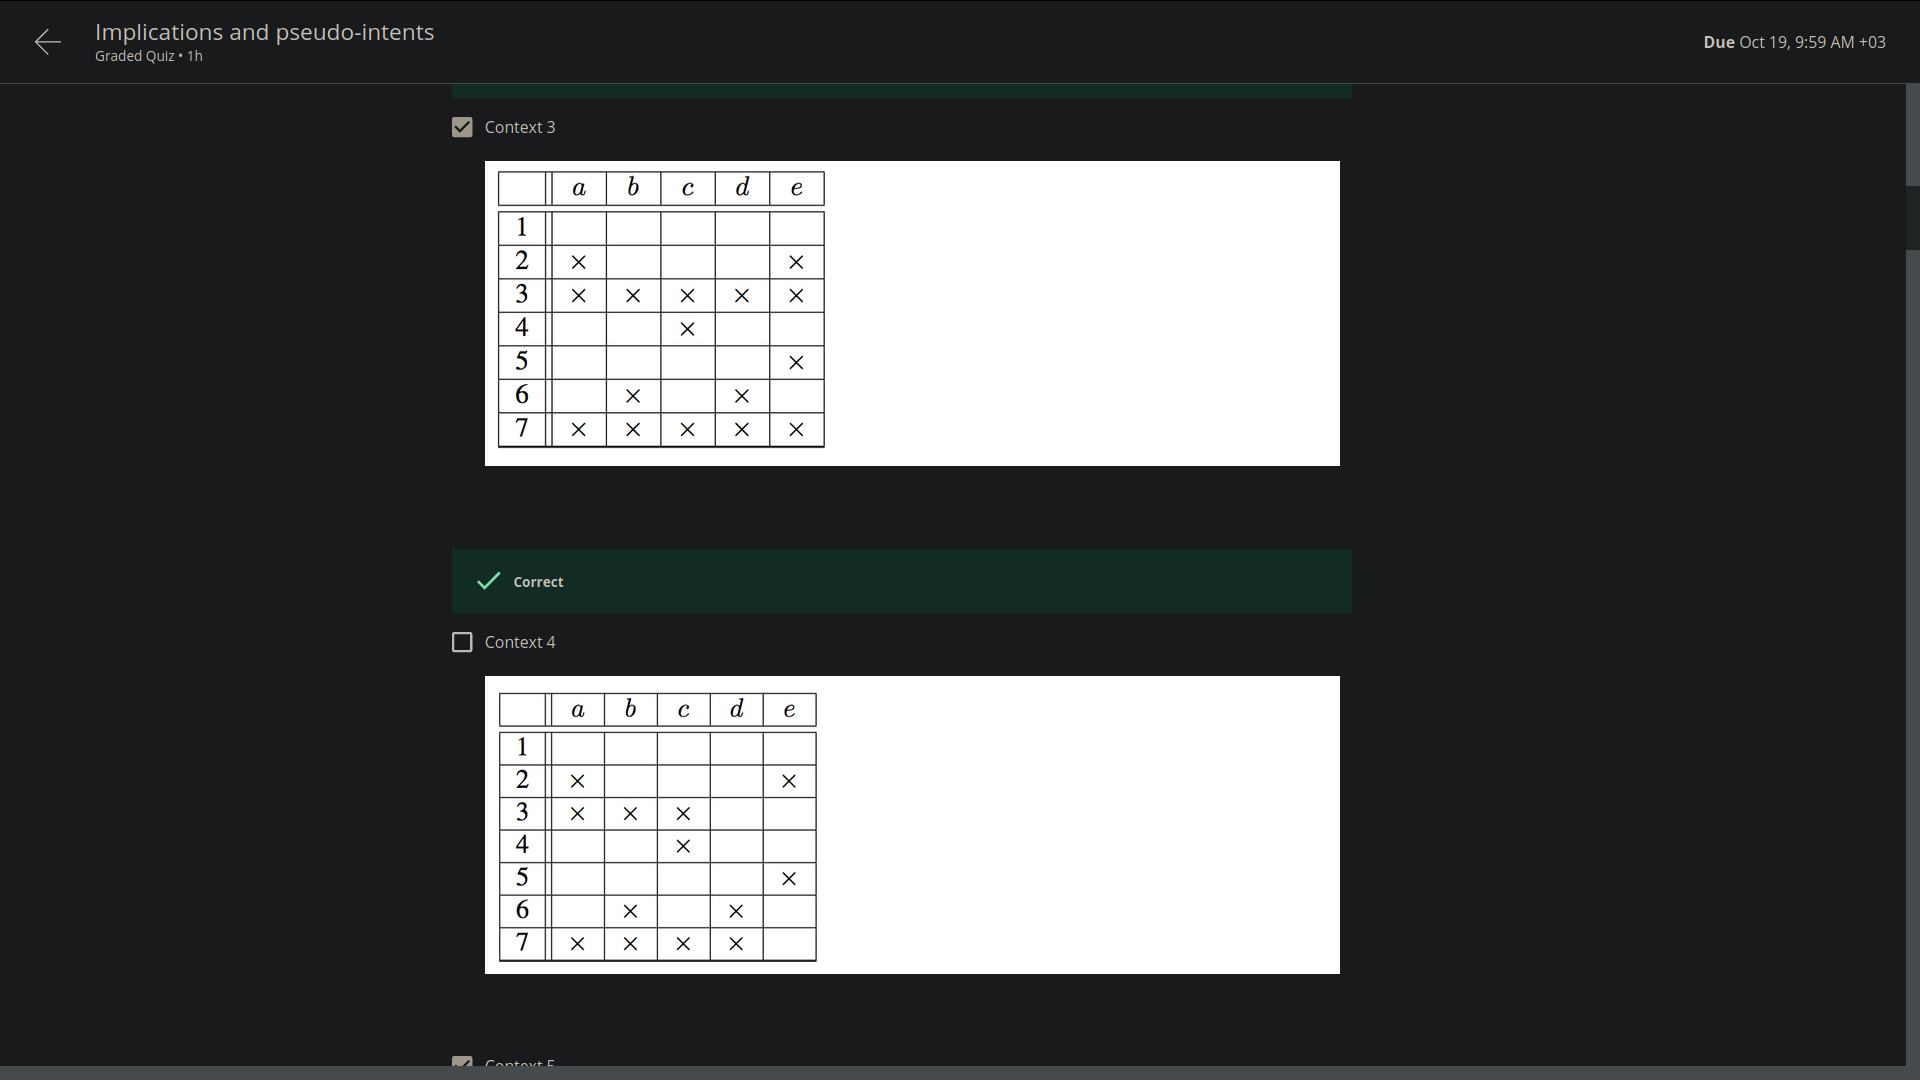 Implications and pseudo-intents
Graded Quiz • 1h
Due Oct 19, 9:59 AM +03
Context 3
a b c d e
1
2 × ×
3 × × × × ×
4 ×
5 ×
6 × ×
7 × × × × ×
Correct
Context 4
a b c d e
1
2 × ×
3 × × ×
4 ×
5 ×
6 × ×
7 × × × ×
Context 5